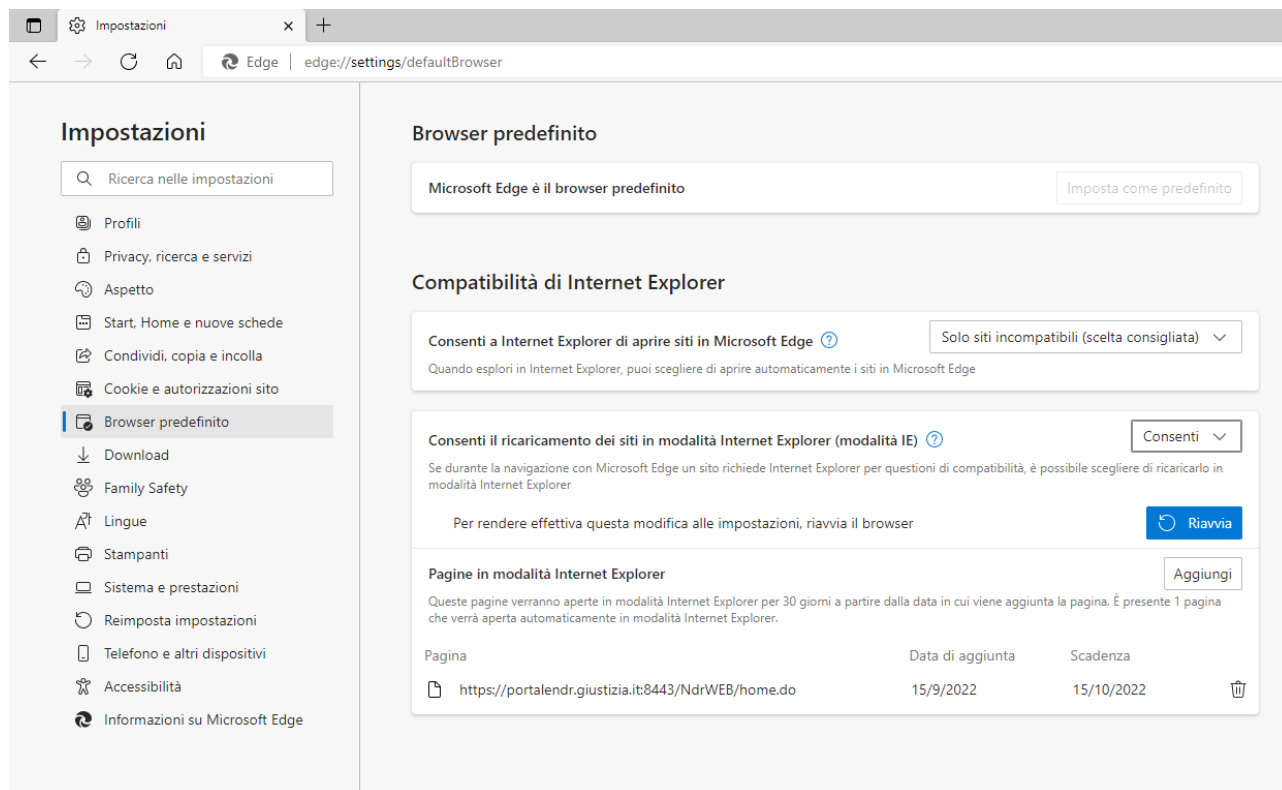 Impostazioni
Edge | edge://settings/defaultBrowser
Impostazioni
Ricerca nelle impostazioni
Profili
Privacy, ricerca e servizi
Aspetto
Start, Home e nuove schede
Condividi, copia e incolla
Cookie e autorizzazioni sito
Browser predefinito
Download
Family Safety
Lingue
Stampanti
Sistema e prestazioni
Reimposta impostazioni
Telefono e altri dispositivi
Accessibilità
Informazioni su Microsoft Edge
Browser predefinito
Microsoft Edge è il browser predefinito Imposta come predefinito
Compatibilità di Internet Explorer
Consenti a Internet Explorer di aprire siti in Microsoft Edge Solo siti incompatibili (scelta consigliata)
Quando esplori in Internet Explorer, puoi scegliere di aprire automaticamente i siti in Microsoft Edge
Consenti il ricaricamento dei siti in modalità Internet Explorer (modalità IE) Consenti
Se durante la navigazione con Microsoft Edge un sito richiede Internet Explorer per questioni di compatibilità, è possibile scegliere di ricaricarlo in
modalità Internet Explorer
Per rendere effettiva questa modifica alle impostazioni, riavvia il browser Riavvia
Pagine in modalità Internet Explorer Aggiungi
Queste pagine verranno aperte in modalità Internet Explorer per 30 giorni a partire dalla data in cui viene aggiunta la pagina. È presente 1 pagina
che verrà aperta automaticamente in modalità Internet Explorer.
Pagina Data di aggiunta Scadenza
https://portalendr.giustizia.it:8443/NdrWEB/home.do 15/9/2022 15/10/2022